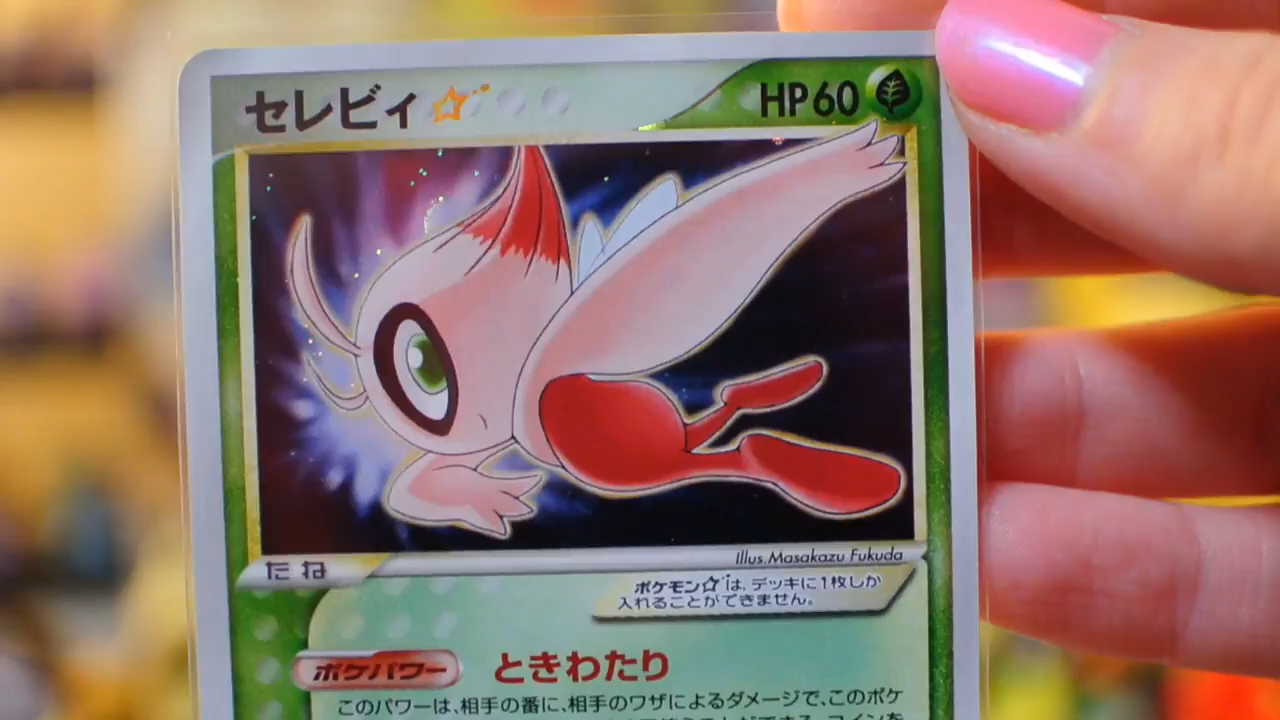 セレビィ☆ HP60
Illus. Masakazu Fukuda
たね
ポケモン☆は、デッキに1枚しか
入れることができません。
ポケパワー ときわたり
このパワーは、相手の番に、相手のワザによるダメージで、このポケ